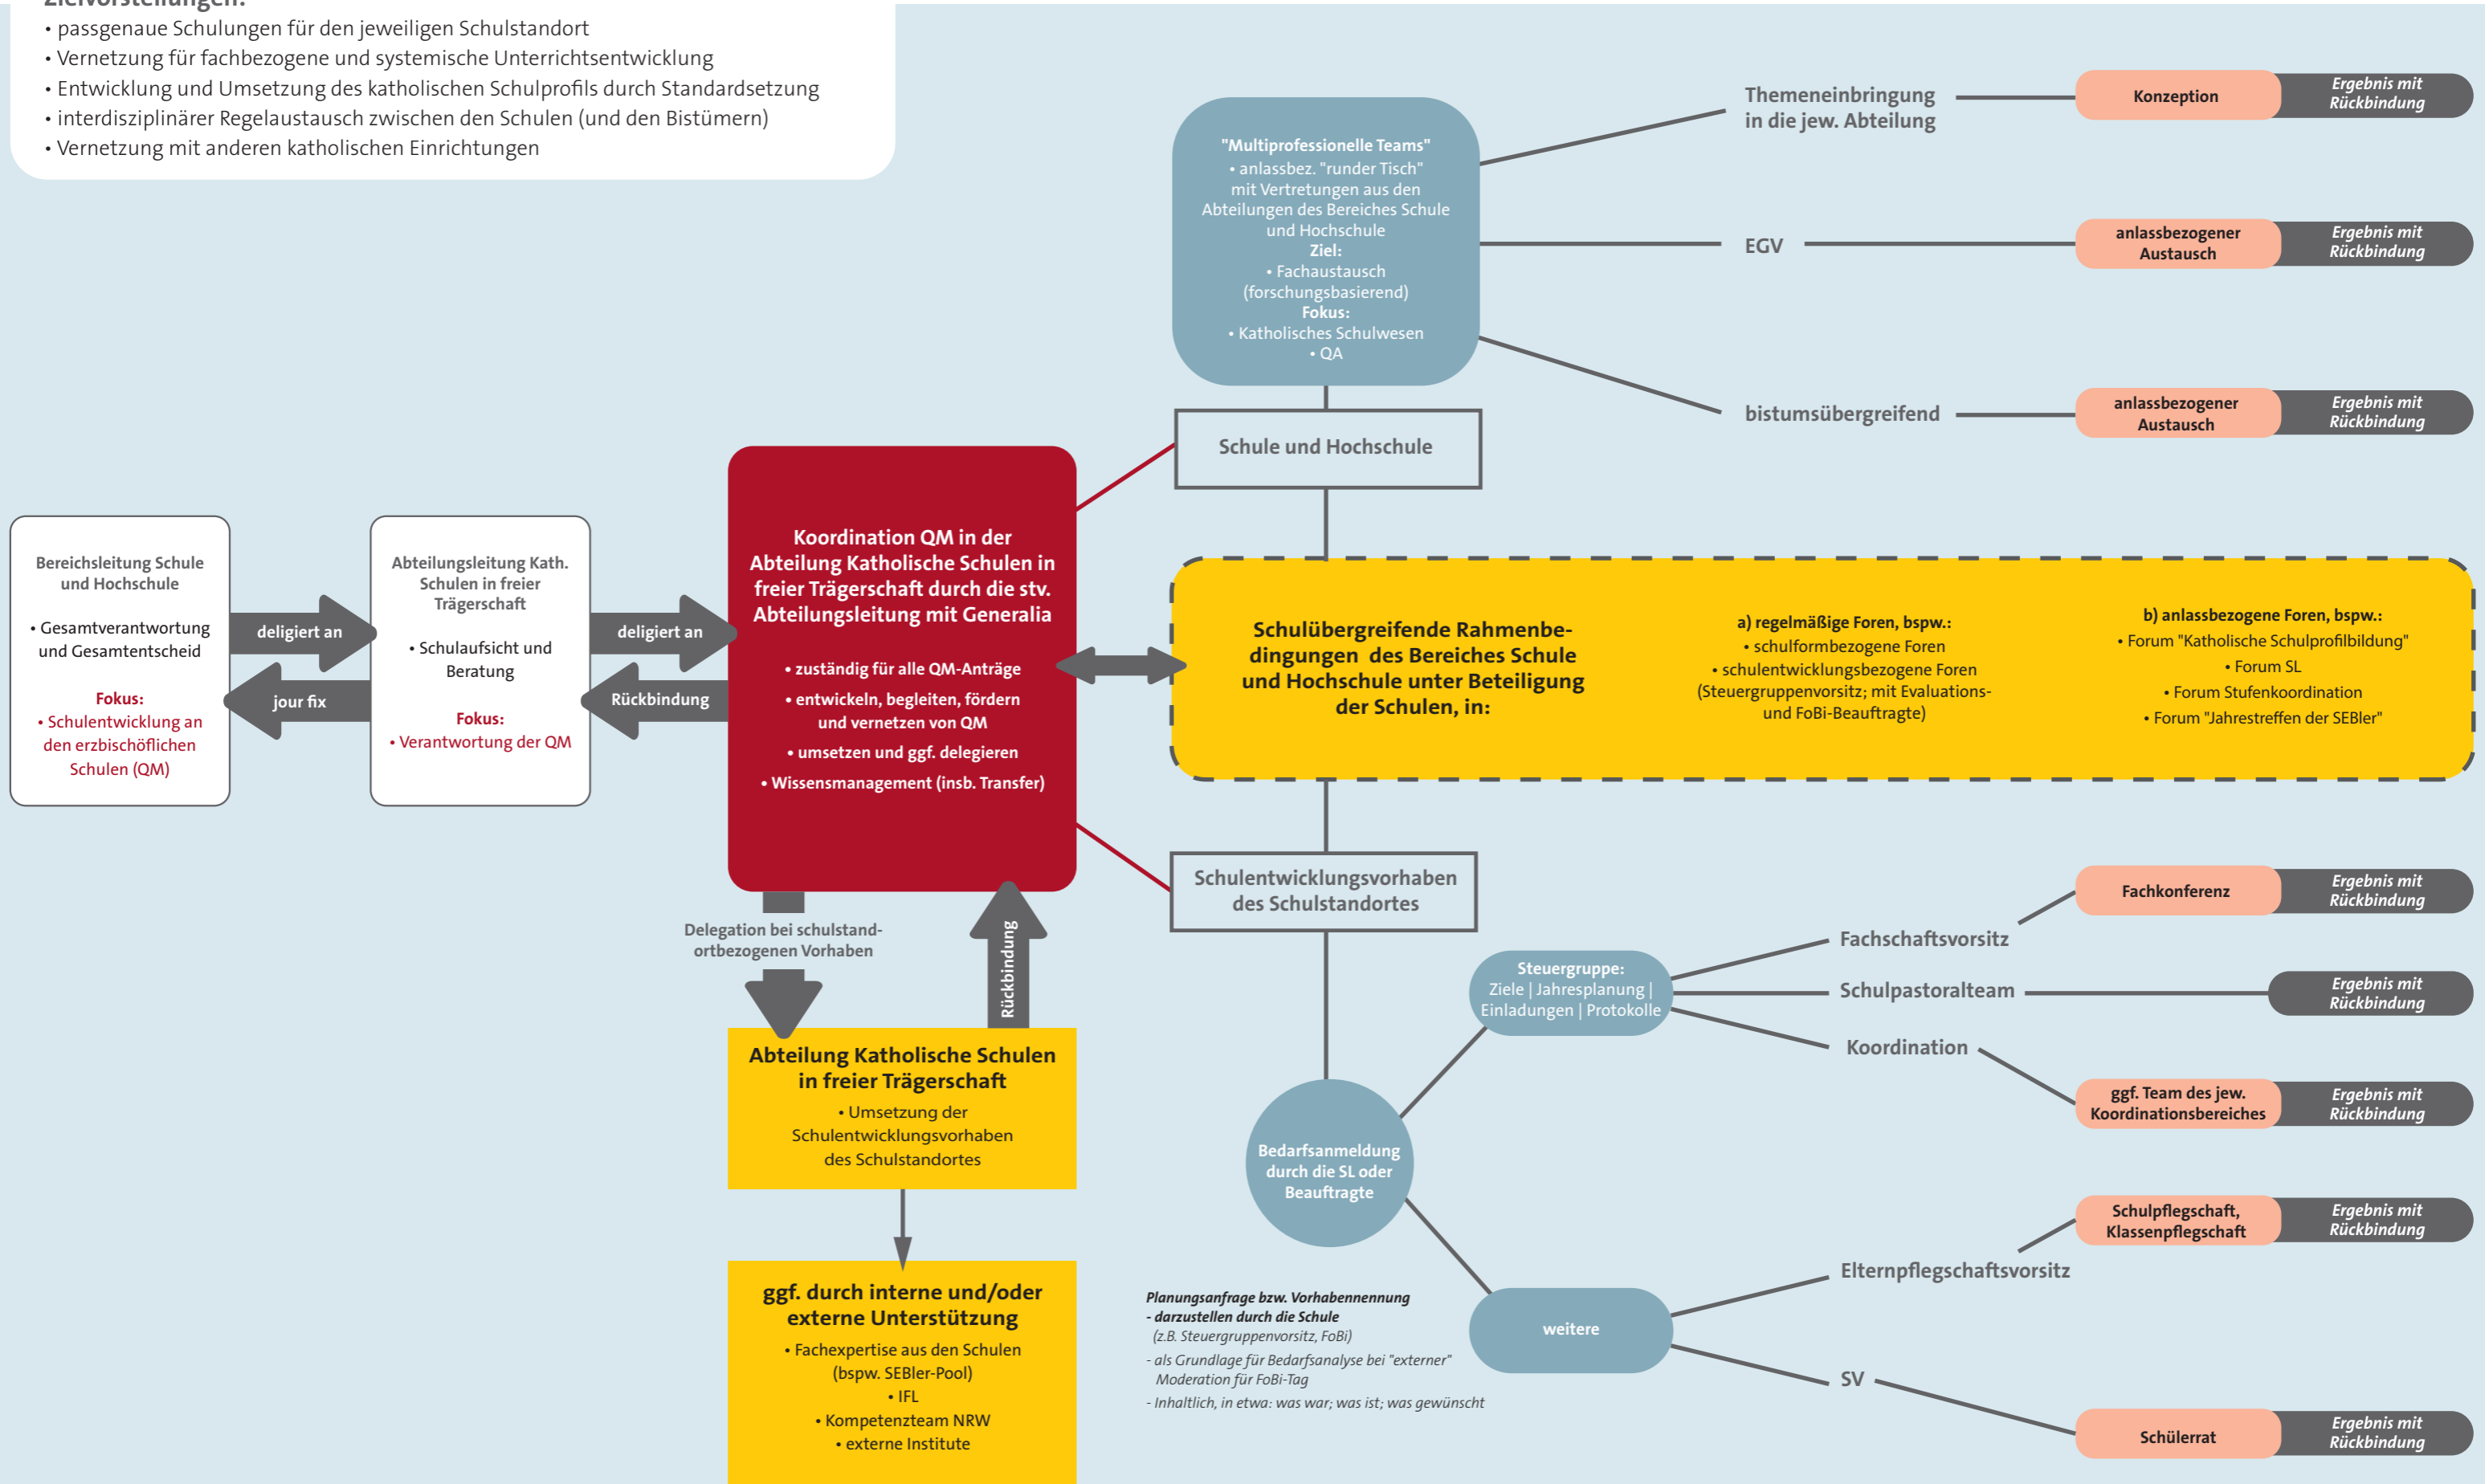 Zielvorstellungen:
• passgenaue Schulungen für den jeweiligen Schulstandort
• Vernetzung für fachbezogene und systemische Unterrichtsentwicklung
• Entwicklung und Umsetzung des katholischen Schulprofils durch Standardsetzung
• interdisziplinärer Regelaustausch zwischen den Schulen (und den Bistümern)
• Vernetzung mit anderen katholischen Einrichtungen
"Multiprofessionelle Teams"
• anlassbez. "runder Tisch"
mit Vertretungen aus den
Abteilungen des Bereiches Schule
und Hochschule
Ziel:
• Fachaustausch
(forschungsbasierend)
Fokus:
• Katholisches Schulwesen
• QA
Themeneinbringung
in die jew. Abteilung
Konzeption
Ergebnis mit
Rückbindung
EGV
anlassbezogener
Austausch
Ergebnis mit
Rückbindung
bistumsübergreifend
anlassbezogener
Austausch
Ergebnis mit
Rückbindung
Schule und Hochschule
Bereichsleitung Schule
und Hochschule
• Gesamtverantwortung
und Gesamtentscheid
Fokus:
• Schulentwicklung an
den erzbischöflichen
Schulen (QM)
deligiert an
jour fix
Abteilungsleitung Kath.
Schulen in freier
Trägerschaft
• Schulaufsicht und
Beratung
Fokus:
• Verantwortung der QM
deligiert an
Rückbindung
Koordination QM in der
Abteilung Katholische Schulen in
freier Trägerschaft durch die stv.
Abteilungsleitung mit Generalia
• zuständig für alle QM-Anträge
• entwickeln, begleiten, fördern
und vernetzen von QM
• umsetzen und ggf. delegieren
• Wissensmanagement (insb. Transfer)
Schulübergreifende Rahmenbe-
dingungen des Bereiches Schule
und Hochschule unter Beteiligung
der Schulen, in:
a) regelmäßige Foren, bspw.:
• schulformbezogene Foren
• schulentwicklungsbezogene Foren
(Steuergruppenvorsitz; mit Evaluations-
und FoBi-Beauftragte)
b) anlassbezogene Foren, bspw.:
• Forum "Katholische Schulprofilbildung"
• Forum SL
• Forum Stufenkoordination
• Forum "Jahrestreffen der SEBler"
Schulentwicklungsvorhaben
des Schulstandortes
Delegation bei schulstand-
ortbezogenen Vorhaben
Rückbindung
Abteilung Katholische Schulen
in freier Trägerschaft
• Umsetzung der
Schulentwicklungsvorhaben
des Schulstandortes
ggf. durch interne und/oder
externe Unterstützung
• Fachexpertise aus den Schulen
(bspw. SEBler-Pool)
• IFL
• Kompetenzteam NRW
• externe Institute
Bedarfsanmeldung
durch die SL oder
Beauftragte
Planungsanfrage bzw. Vorhabennennung
- darzustellen durch die Schule
(z.B. Steuergruppenvorsitz, FoBi)
- als Grundlage für Bedarfsanalyse bei "externer"
Moderation für FoBi-Tag
- Inhaltlich, in etwa: was war; was ist; was gewünscht
Steuergruppe:
Ziele | Jahresplanung |
Einladungen | Protokolle
Fachschaftsvorsitz
Fachkonferenz
Ergebnis mit
Rückbindung
Schulpastoralteam
Ergebnis mit
Rückbindung
Koordination
ggf. Team des jew.
Koordinationsbereiches
Ergebnis mit
Rückbindung
weitere
Elternpflegschaftsvorsitz
Schulpflegschaft,
Klassenpflegschaft
Ergebnis mit
Rückbindung
SV
Schülerrat
Ergebnis mit
Rückbindung